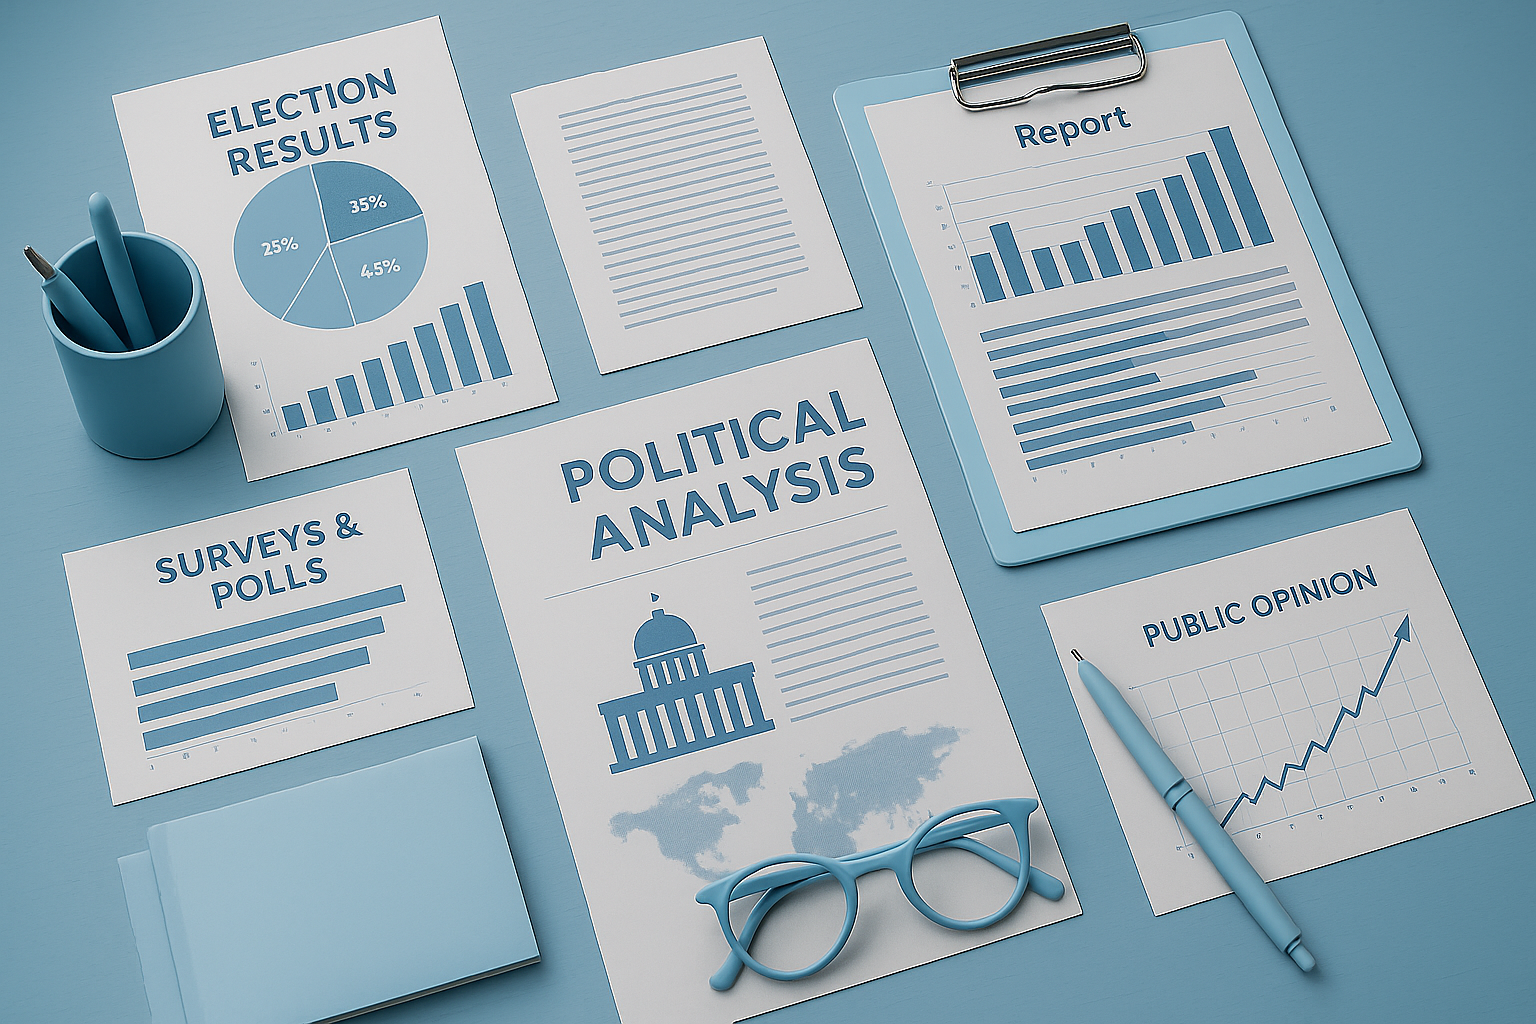 ELECTION
RESULTS
35%
25%
45%
Report
POLITICAL
ANALYSIS
SURVEYS &
POLLS
PUBLIC OPINION